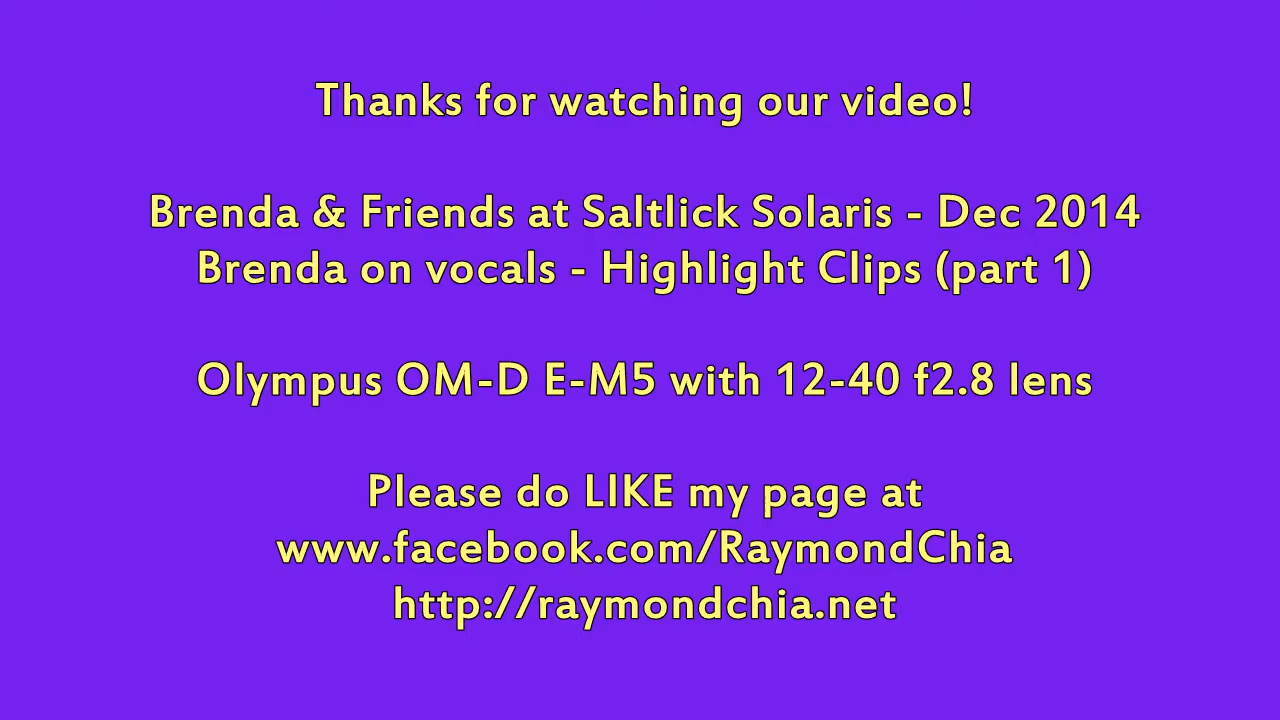 Thanks for watching our video!
Brenda & Friends at Saltlick Solaris - Dec 2014
Brenda on vocals - Highlight Clips (part 1)
Olympus OM-D E-M5 with 12-40 f2.8 lens
Please do LIKE my page at
www.facebook.com/RaymondChia
http://raymondchia.net